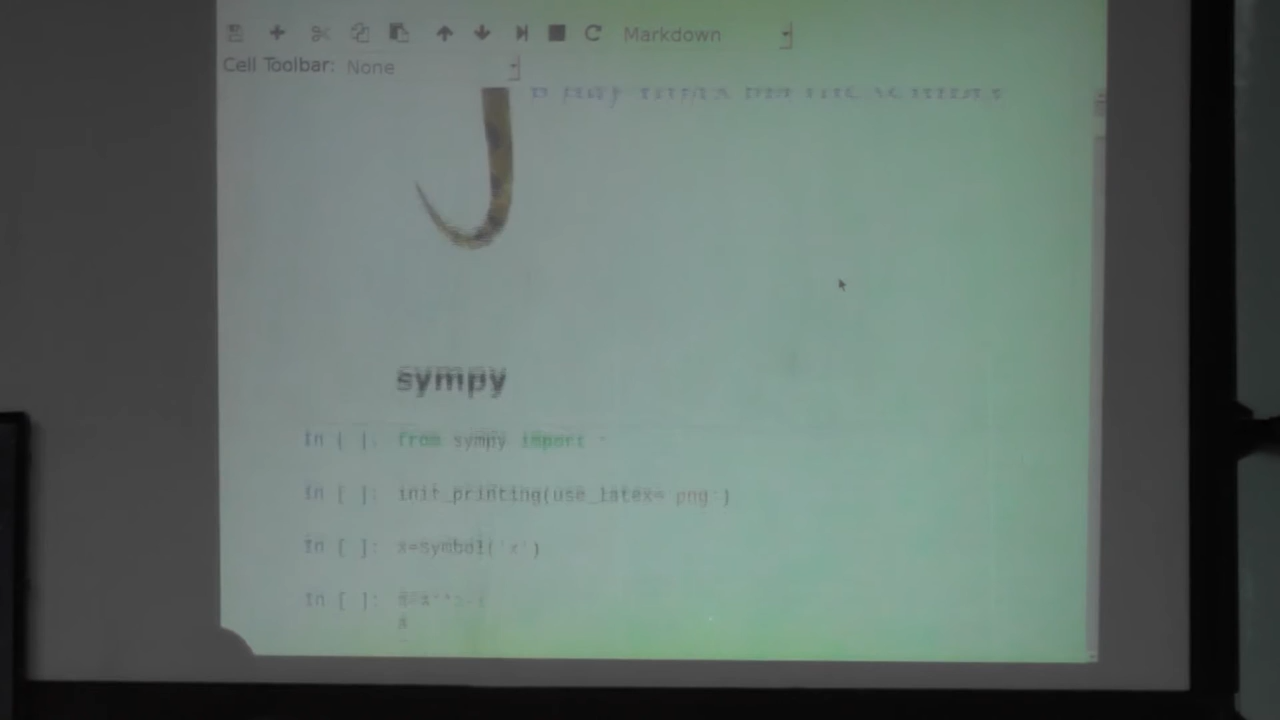 Markdown
Cell Toolbar: None
sympy
In [ ]: from sympy import *
In [ ]: init_printing(use_latex='png')
In [ ]: x=Symbol('x')
In [ ]: